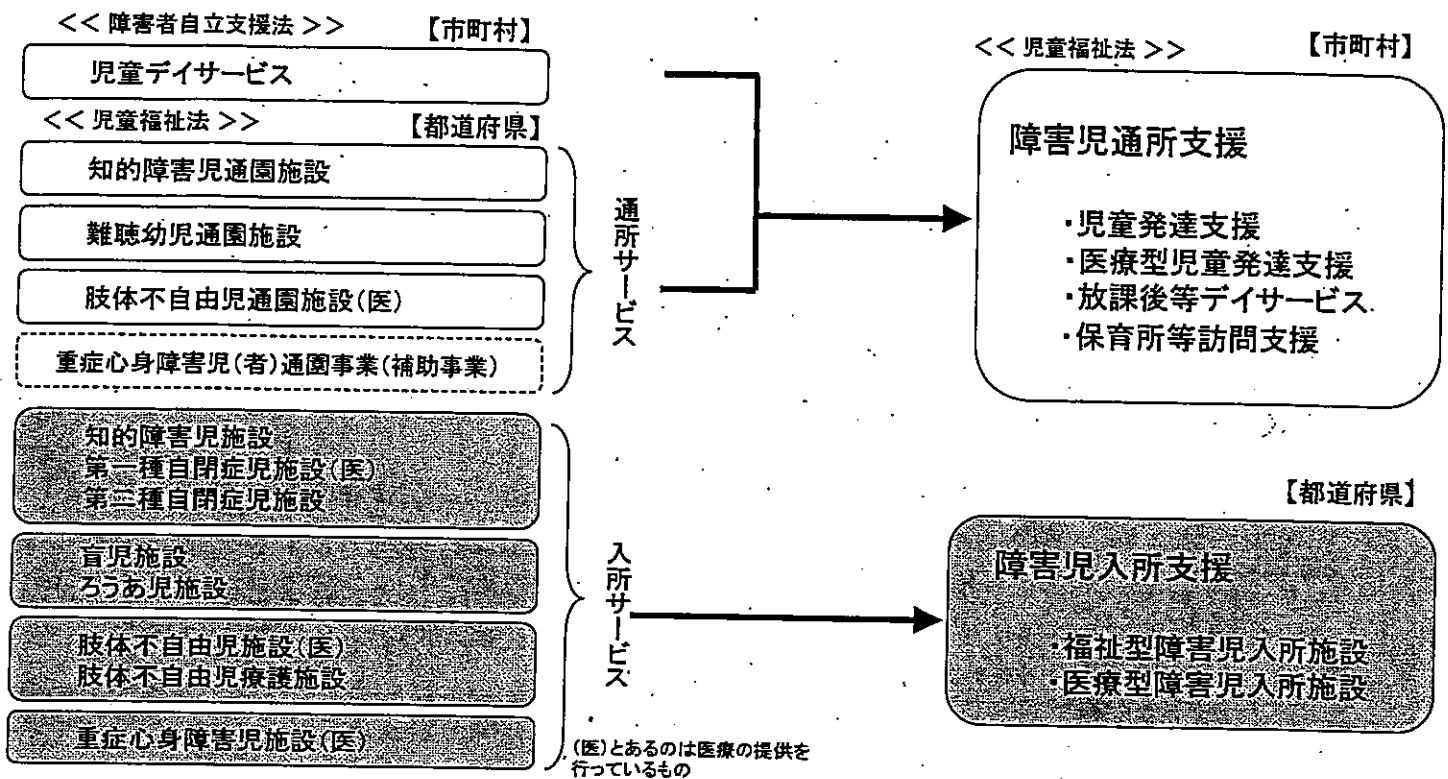 << 障害者自立支援法 >> 【市町村】
児童デイサービス
<< 児童福祉法 >> 【都道府県】
知的障害児通園施設
難聴幼児通園施設
肢体不自由児通園施設(医)
重症心身障害児(者)通園事業(補助事業)
通所サービス
知的障害児施設
第一種自閉症児施設(医)
第二種自閉症児施設
盲児施設
ろうあ児施設
肢体不自由児施設(医)
肢体不自由児療護施設
重症心身障害児施設(医)
入所サービス
(医)とあるのは医療の提供を
行っているもの
<< 児童福祉法 >> 【市町村】
障害児通所支援
・児童発達支援
・医療型児童発達支援
・放課後等デイサービス
・保育所等訪問支援
【都道府県】
障害児入所支援
・福祉型障害児入所施設
・医療型障害児入所施設